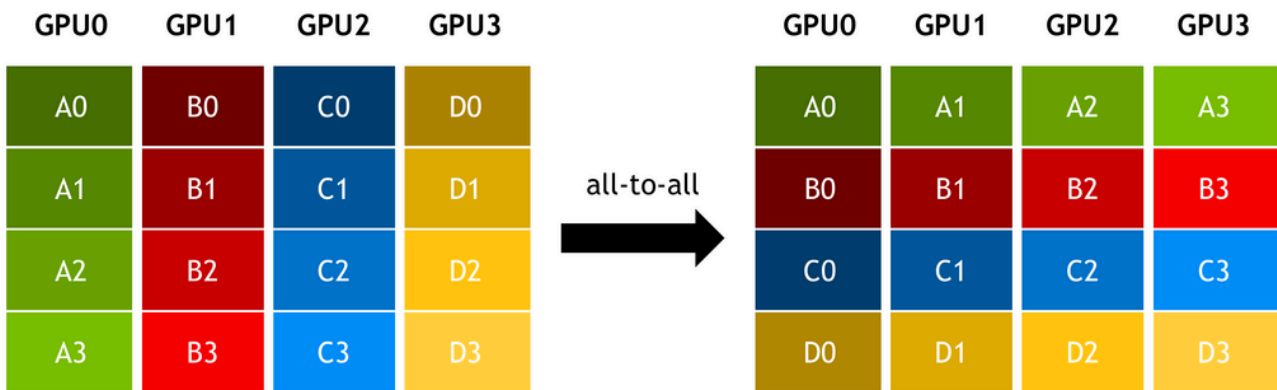 GPU0 GPU1 GPU2 GPU3
A0 B0 C0 D0
A1 B1 C1 D1
A2 B2 C2 D2
A3 B3 C3 D3
all-to-all
GPU0 GPU1 GPU2 GPU3
A0 A1 A2 A3
B0 B1 B2 B3
C0 C1 C2 C3
D0 D1 D2 D3